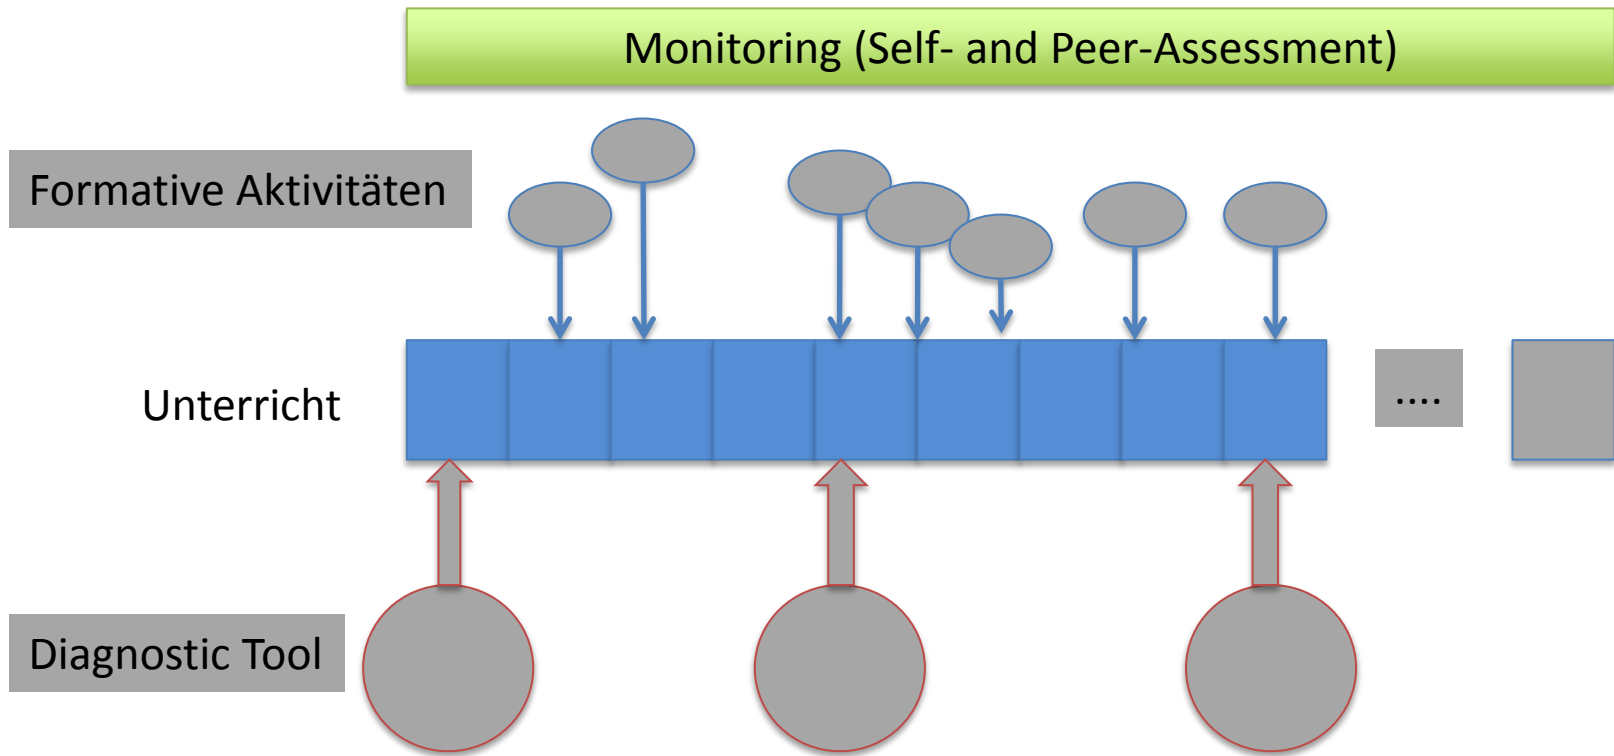 Monitoring (Self- and Peer-Assessment)
Formative Aktivitäten
Unterricht
....
Diagnostic Tool